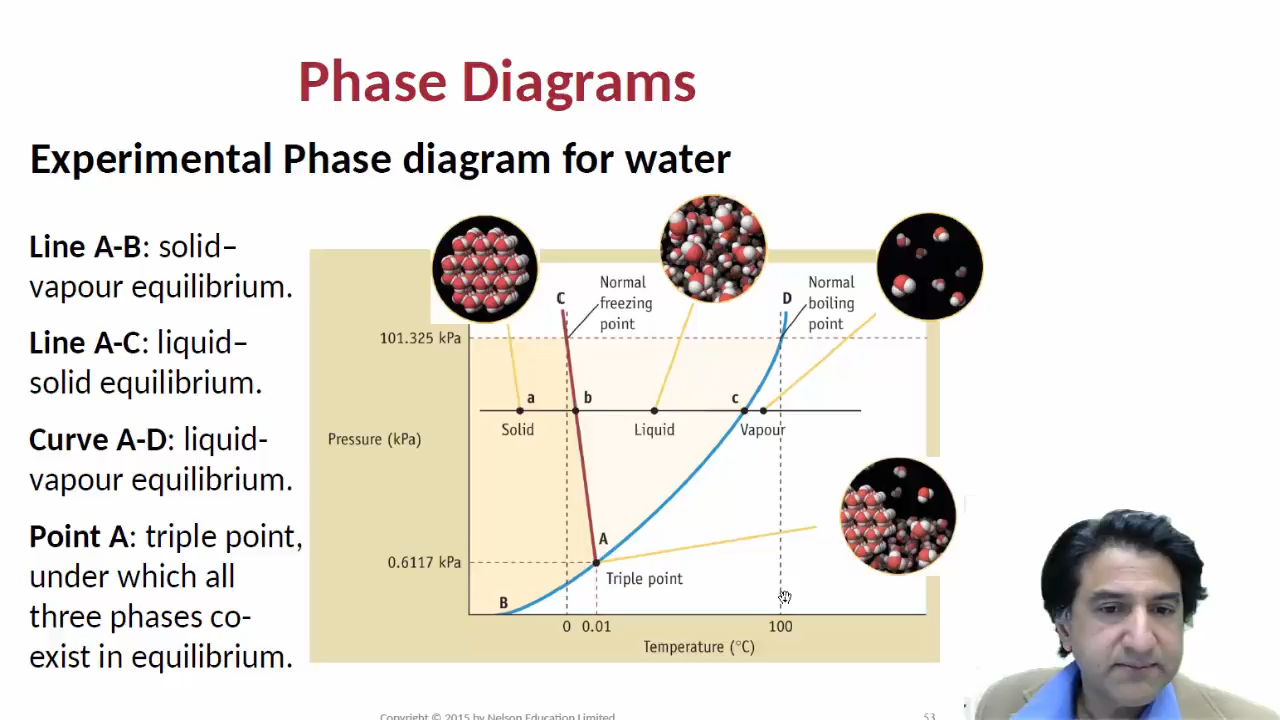 Phase Diagrams
Experimental Phase diagram for water
Line A-B: solid–
vapour equilibrium.
Line A-C: liquid–
solid equilibrium.
Curve A-D: liquid-
vapour equilibrium.
Point A: triple point,
under which all
three phases co-
exist in equilibrium.
C
Normal
freezing
point
D
Normal
boiling
point
101.325 kPa
a
b
c
Solid
Liquid
Vapour
Pressure (kPa)
A
0.6117 kPa
Triple point
B
0
0.01
100
Temperature (°C)
Copyright © 2015 by Nelson Education Limited
53